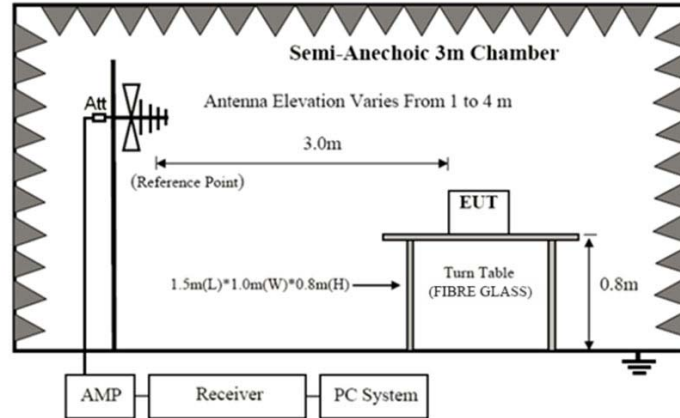 Semi-Anechoic 3m Chamber
Att
Antenna Elevation Varies From 1 to 4 m
3.0m
(Reference Point)
EUT
1.5m(L)*1.0m(W)*0.8m(H)
Turn Table
(FIBRE GLASS)
0.8m
AMP
Receiver
PC System